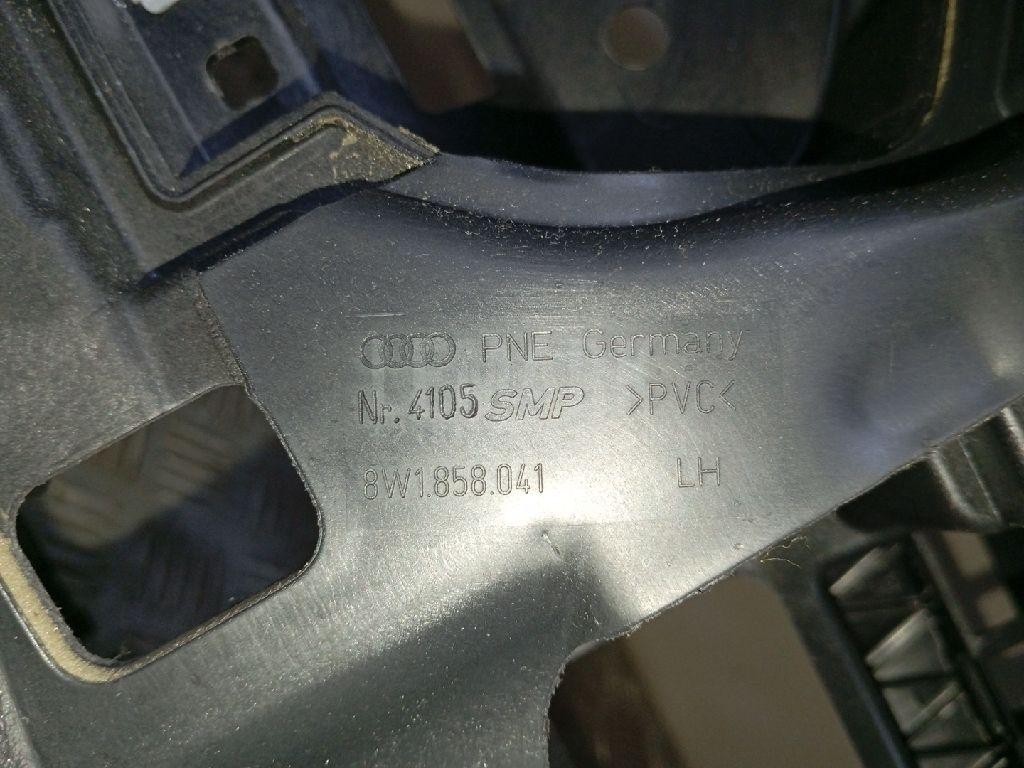 PNE Germany
Nr. 4105 SMP >PVC<
8W1.858.041 LH